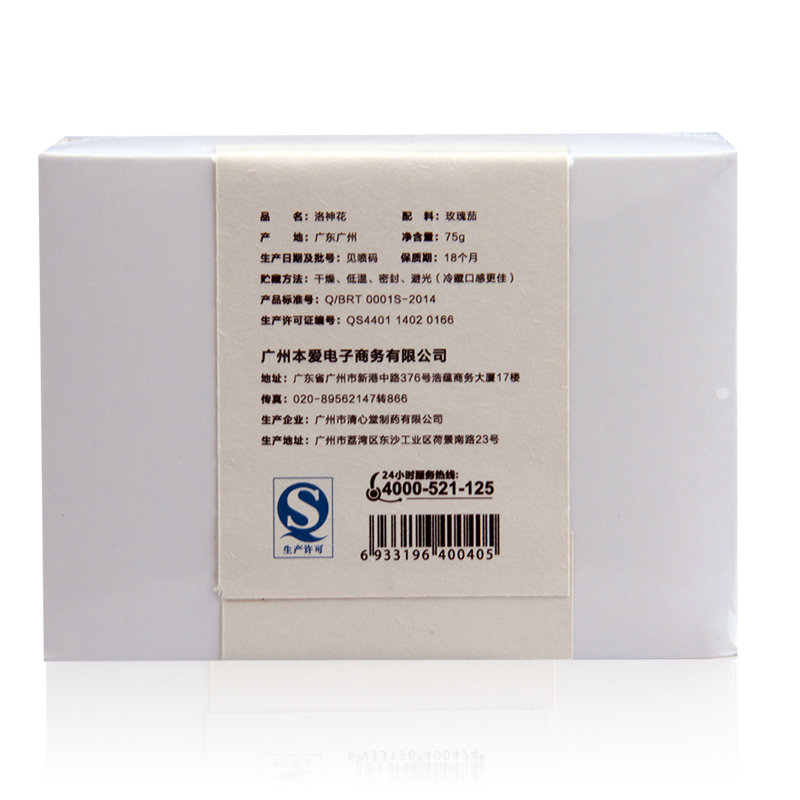 品 名：洛神花 配 料：玫瑰茄
产 地：广东广州 净含量：75g
生产日期及批号：见喷码 保质期：18个月
贮藏方法：干燥、低温、密封、避光（冷藏口感更佳）
产品标准号：Q/BRT 0001S-2014
生产许可证编号：QS4401 1402 0166
广州本爱电子商务有限公司
地址：广东省广州市新港中路376号浩蕴商务大厦17楼
传真：020-89562147转866
生产企业：广州市清心堂制药有限公司
生产地址：广州市荔湾区东沙工业区荷景南路23号
24小时服务热线：
4000-521-125
S
生产许可
6 933196 400405
6 933196 400474